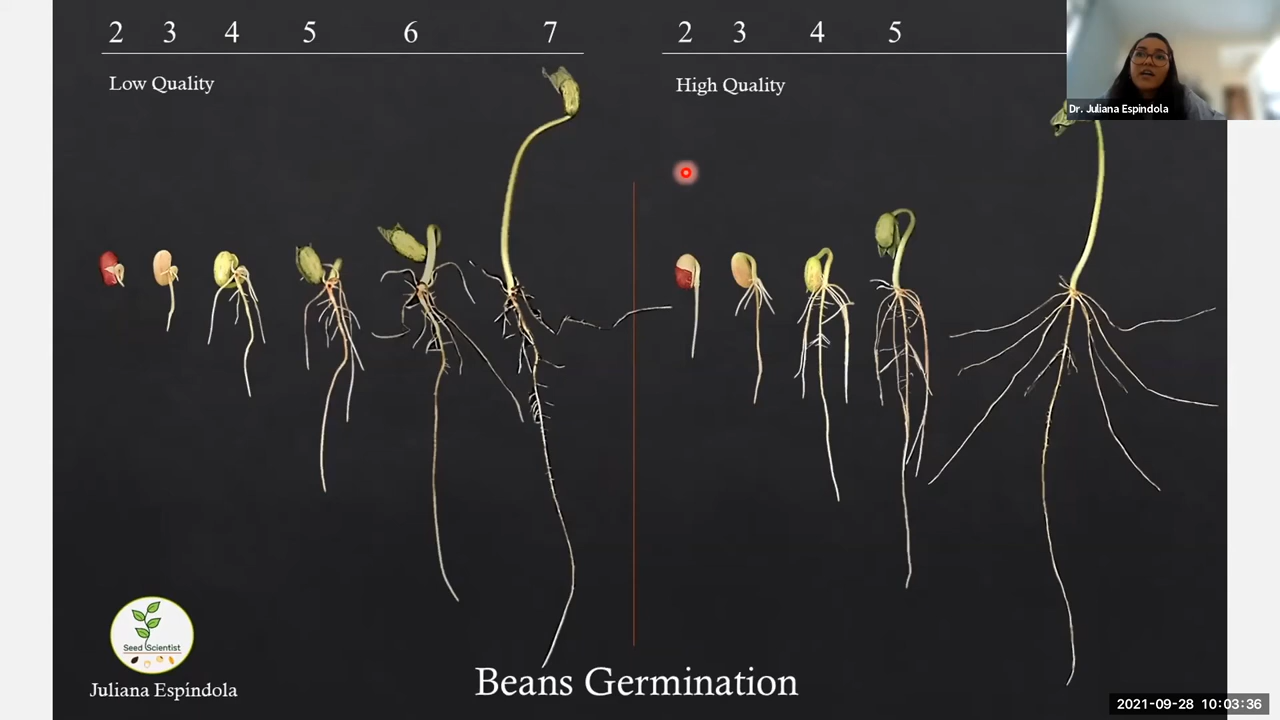 2 3 4 5 6 7
Low Quality
2 3 4 5
High Quality
Dr. Juliana Espindola
Seed Scientist
Juliana Espíndola
Beans Germination
2021-09-28 10:03:36